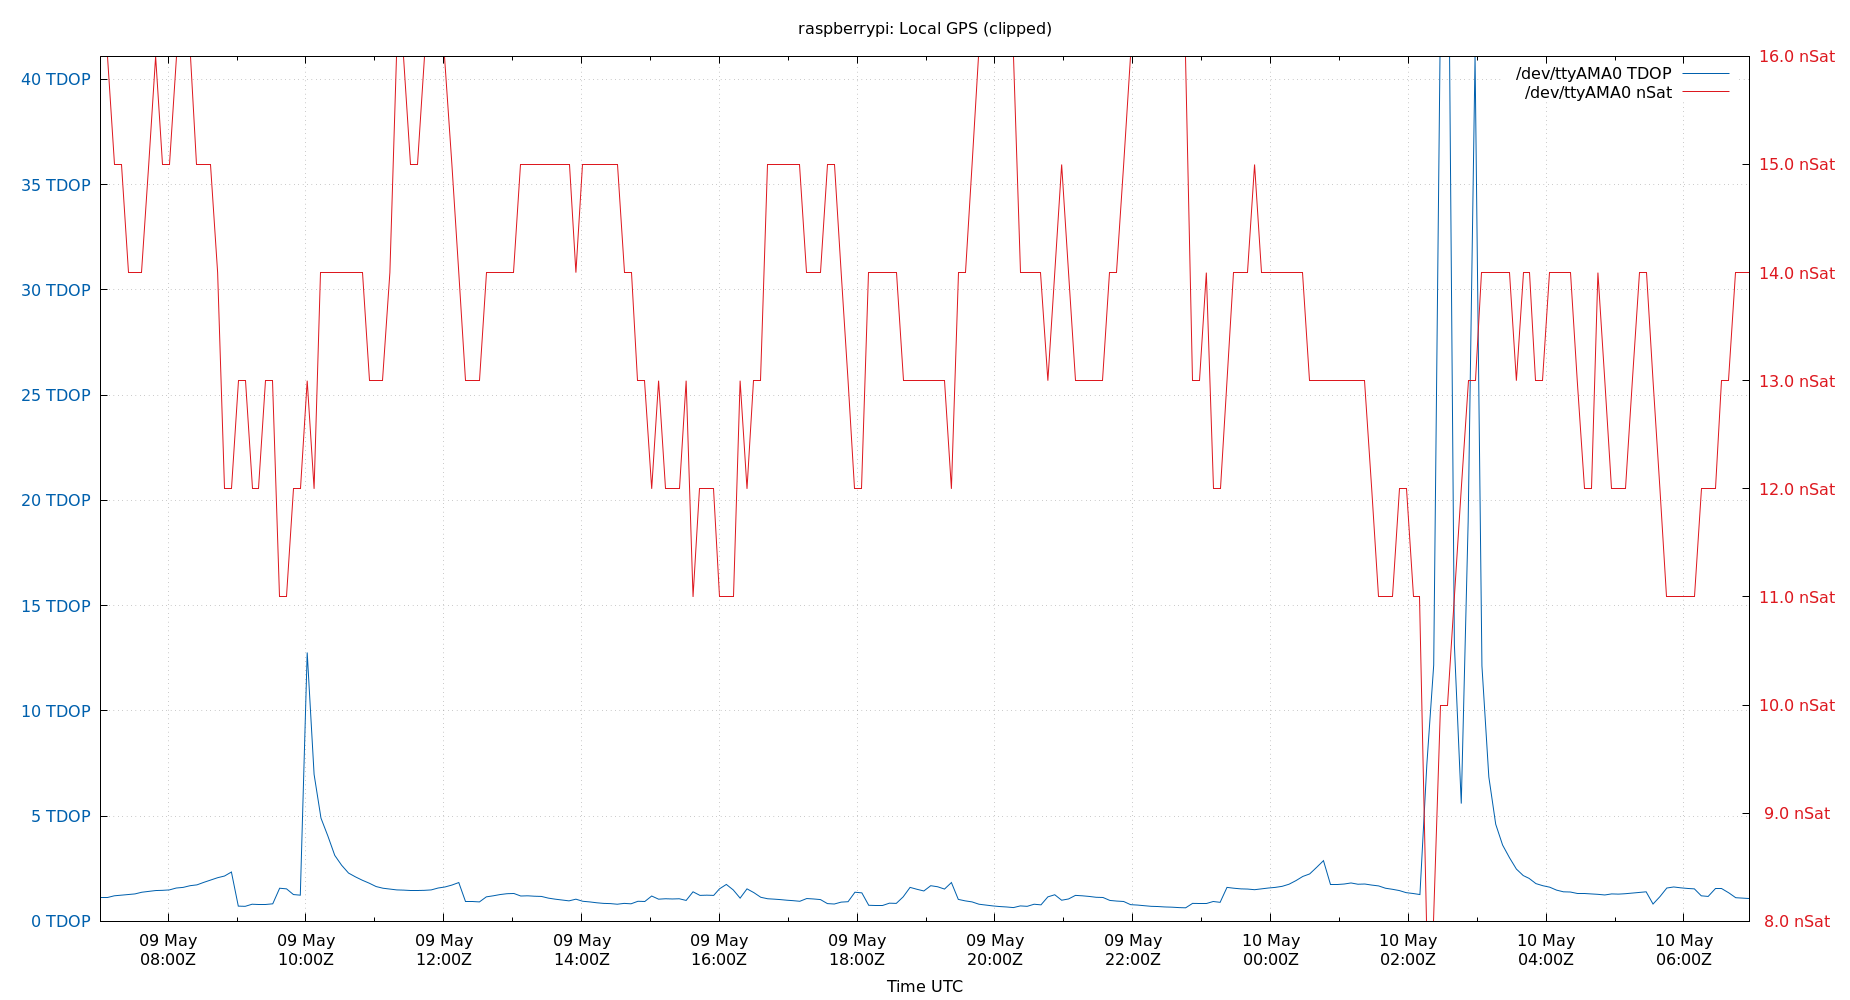 raspberrypi: Local GPS (clipped)
/dev/ttyAMA0 TDOP
/dev/ttyAMA0 nSat
40 TDOP
35 TDOP
30 TDOP
25 TDOP
20 TDOP
15 TDOP
10 TDOP
5 TDOP
0 TDOP
16.0 nSat
15.0 nSat
14.0 nSat
13.0 nSat
12.0 nSat
11.0 nSat
10.0 nSat
9.0 nSat
8.0 nSat
09 May
08:00Z
09 May
10:00Z
09 May
12:00Z
09 May
14:00Z
09 May
16:00Z
09 May
18:00Z
09 May
20:00Z
09 May
22:00Z
10 May
00:00Z
10 May
02:00Z
10 May
04:00Z
10 May
06:00Z
Time UTC